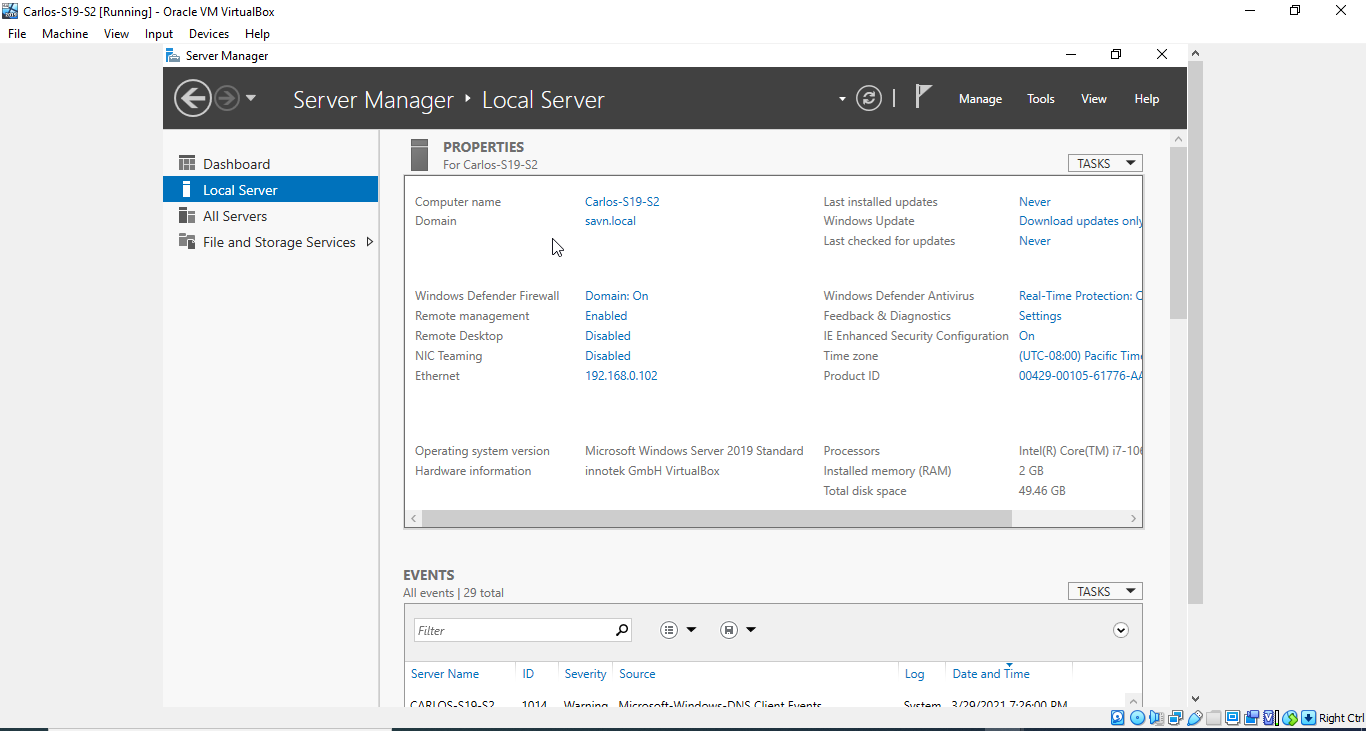 Carlos-S19-S2 [Running] - Oracle VM VirtualBox
File Machine View Input Devices Help
Server Manager
Server Manager Local Server
Manage Tools View Help
Dashboard
Local Server
All Servers
File and Storage Services
PROPERTIES
For Carlos-S19-S2
TASKS
Computer name Carlos-S19-S2 Last installed updates Never
Domain savn.local Windows Update Download updates only
Last checked for updates Never
Windows Defender Firewall Domain: On Windows Defender Antivirus Real-Time Protection:
Remote management Enabled Feedback & Diagnostics Settings
Remote Desktop Disabled IE Enhanced Security Configuration On
NIC Teaming Disabled Time zone (UTC-08:00) Pacific Time
Ethernet 192.168.0.102 Product ID 00429-00105-61776-AA
Operating system version Microsoft Windows Server 2019 Standard Processors Intel(R) Core(TM) i7-106
Hardware information innotek GmbH VirtualBox Installed memory (RAM) 2 GB
Total disk space 49.46 GB
EVENTS
All events | 29 total
TASKS
Filter
Server Name ID Severity Source Log Date and Time
CARLOS-S19-S2 1014 Warning Microsoft-Windows-DNS Client Events System 3/29/2021 7:26:00 PM
Right Ctrl